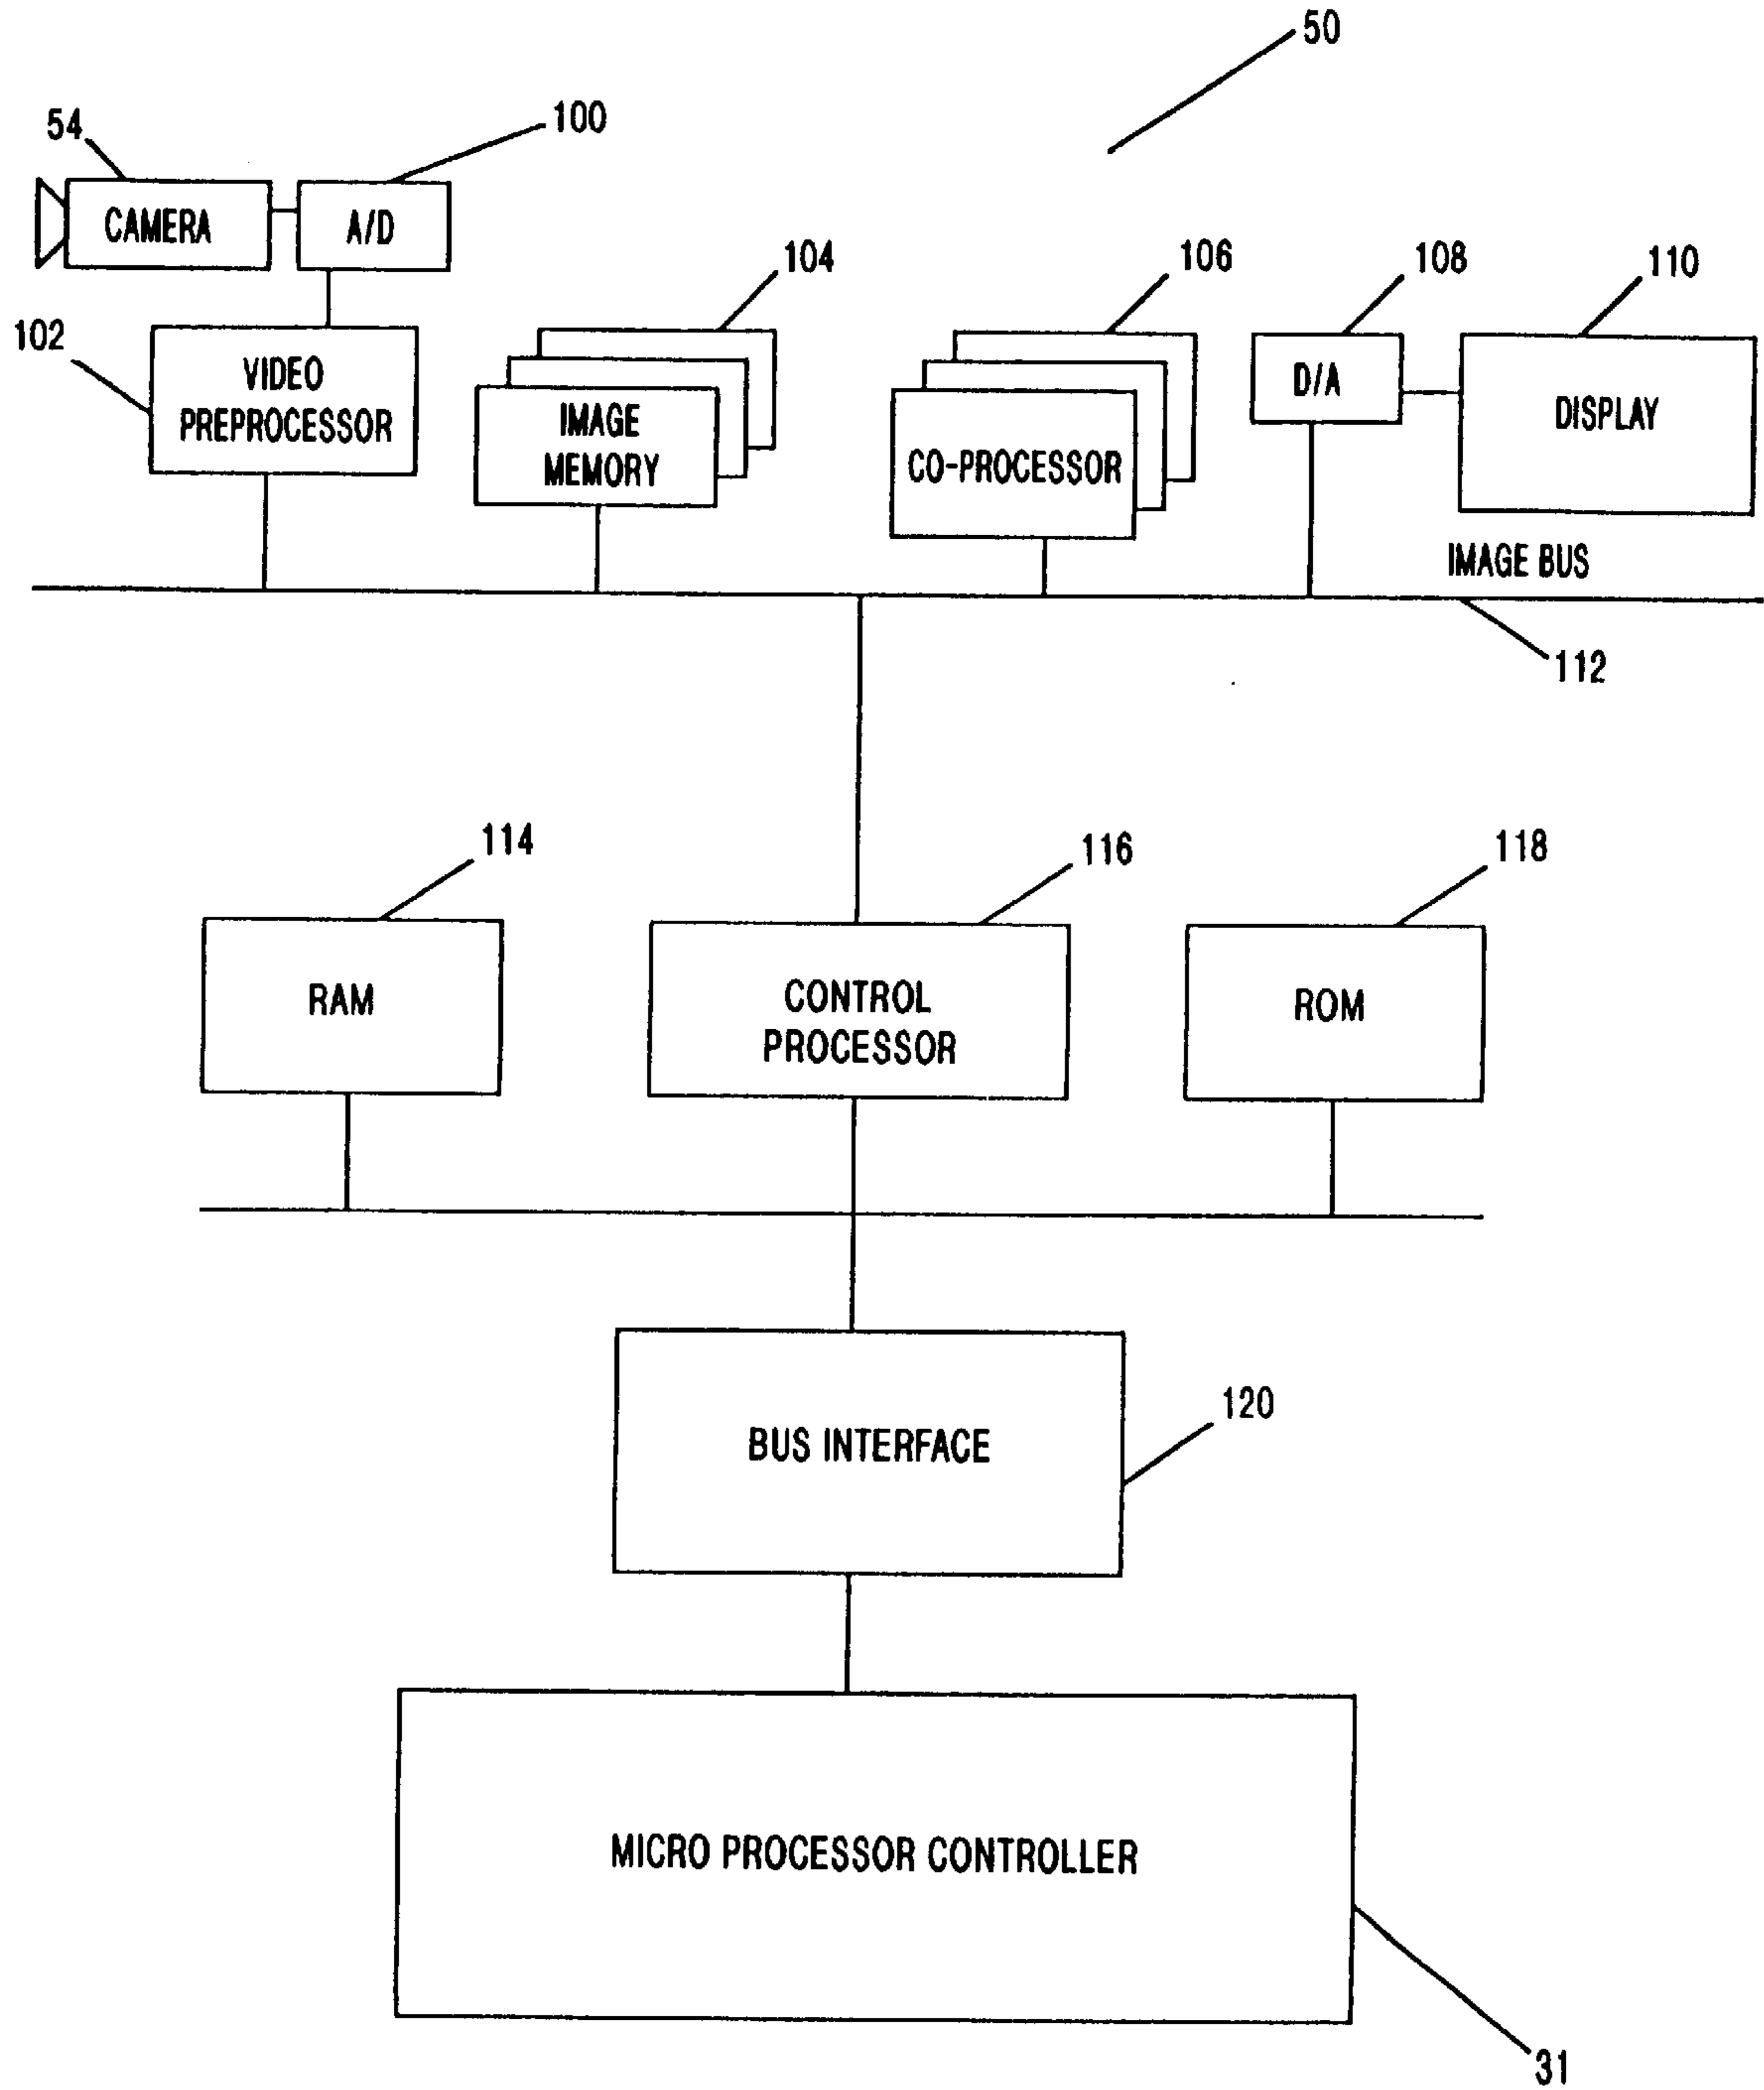 50
54
100
CAMERA
A/D
104
106
108
110
102
VIDEO
PREPROCESSOR
IMAGE
MEMORY
CO-PROCESSOR
D/A
DISPLAY
IMAGE BUS
112
114
116
118
RAM
CONTROL
PROCESSOR
ROM
BUS INTERFACE
120
MICRO PROCESSOR CONTROLLER
31